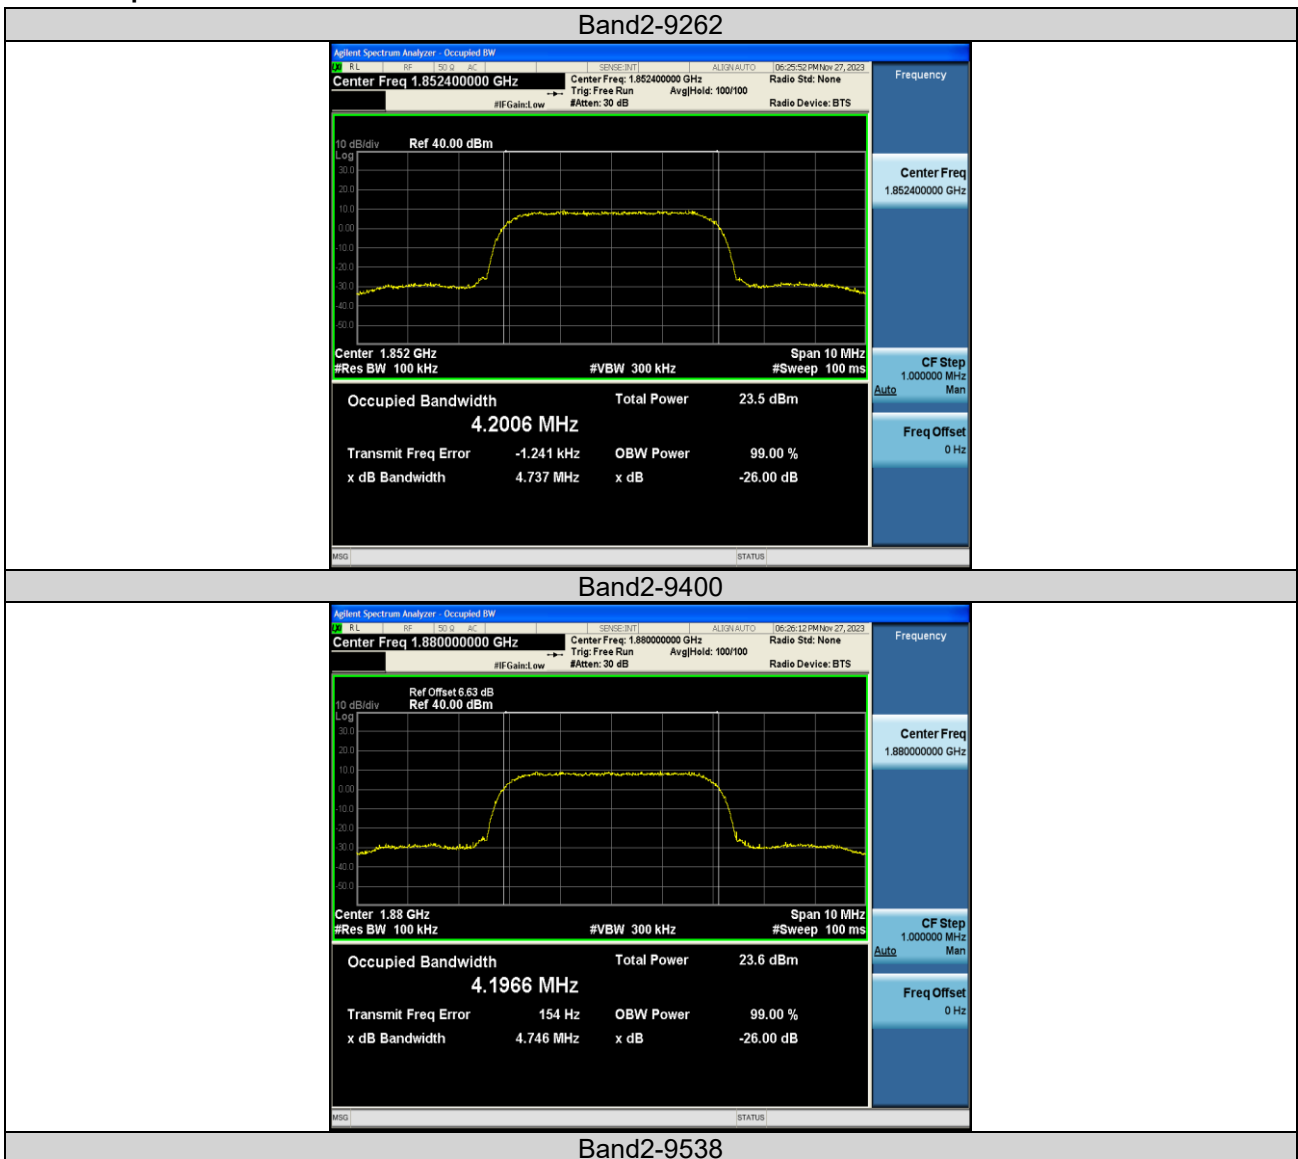 Band2-9262
Agilent Spectrum Analyzer - Occupied BW
RL RF 50 Ω AC SENSE:INT ALIGN AUTO 06:25:52 PM Nov 27, 2023
Center Freq 1.852400000 GHz Center Freq: 1.852400000 GHz Radio Std: None Frequency
Trig: Free Run Avg|Hold: 100/100
#IFGain:Low #Atten: 30 dB Radio Device: BTS
10 dB/div Ref 40.00 dBm
Log
30.0
20.0
10.0
0.00
-10.0
-20.0
-30.0
-40.0
-50.0
Center Freq
1.852400000 GHz
Center 1.852 GHz Span 10 MHz
#Res BW 100 kHz #VBW 300 kHz #Sweep 100 ms
CF Step
1.000000 MHz
Auto Man
Occupied Bandwidth Total Power 23.5 dBm
4.2006 MHz
Freq Offset
0 Hz
Transmit Freq Error -1.241 kHz OBW Power 99.00 %
x dB Bandwidth 4.737 MHz x dB -26.00 dB
MSG STATUS
Band2-9400
Agilent Spectrum Analyzer - Occupied BW
RL RF 50 Ω AC SENSE:INT ALIGN AUTO 06:26:12 PM Nov 27, 2023
Center Freq 1.880000000 GHz Center Freq: 1.880000000 GHz Radio Std: None Frequency
Trig: Free Run Avg|Hold: 100/100
#IFGain:Low #Atten: 30 dB Radio Device: BTS
Ref Offset 6.63 dB
10 dB/div Ref 40.00 dBm
Log
30.0
20.0
10.0
0.00
-10.0
-20.0
-30.0
-40.0
-50.0
Center Freq
1.880000000 GHz
Center 1.88 GHz Span 10 MHz
#Res BW 100 kHz #VBW 300 kHz #Sweep 100 ms
CF Step
1.000000 MHz
Auto Man
Occupied Bandwidth Total Power 23.6 dBm
4.1966 MHz
Freq Offset
0 Hz
Transmit Freq Error 154 Hz OBW Power 99.00 %
x dB Bandwidth 4.746 MHz x dB -26.00 dB
MSG STATUS
Band2-9538